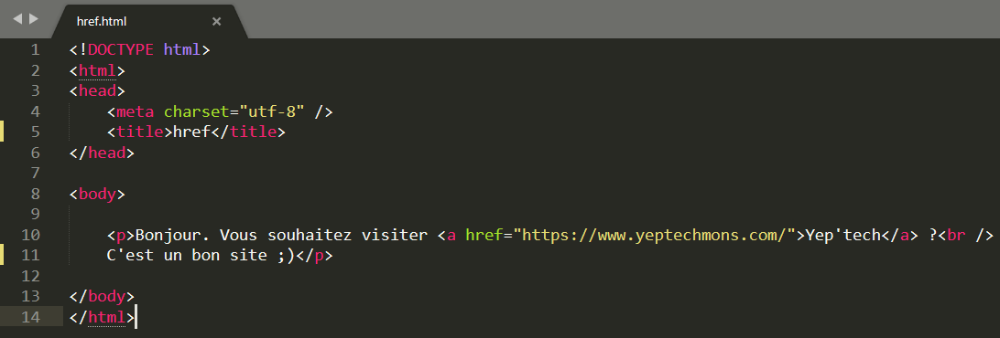 href.html ×
1 <!DOCTYPE html>
2 <html>
3 <head>
4     <meta charset="utf-8" />
5     <title>href</title>
6 </head>
7
8 <body>
9
10     <p>Bonjour. Vous souhaitez visiter <a href="https://www.yeptechmons.com/">Yep'tech</a> ?<br />
11     C'est un bon site ;)</p>
12
13 </body>
14 </html>